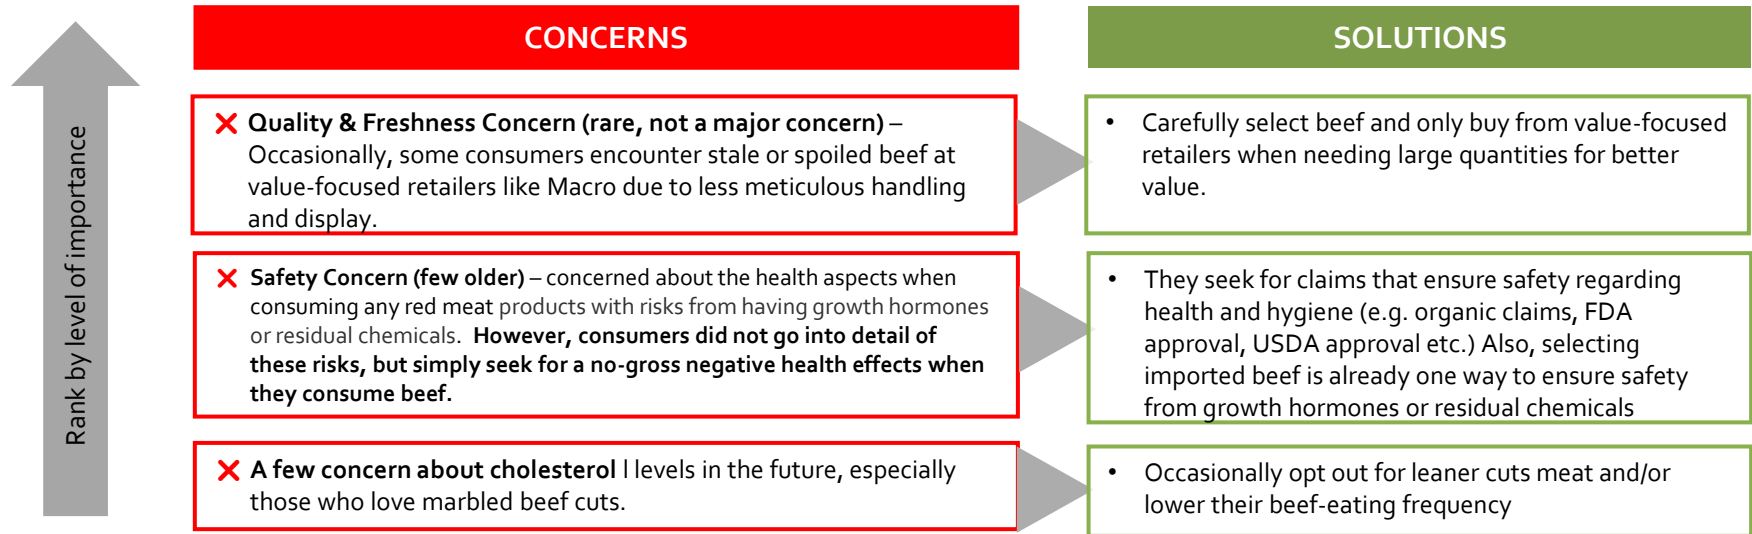 CONCERNS
SOLUTIONS
Rank by level of importance
Quality & Freshness Concern (rare, not a major concern) –
Occasionally, some consumers encounter stale or spoiled beef at
value-focused retailers like Macro due to less meticulous handling
and display.
• Carefully select beef and only buy from value-focused
retailers when needing large quantities for better
value.
Safety Concern (few older) – concerned about the health aspects when
consuming any red meat products with risks from having growth hormones
or residual chemicals. However, consumers did not go into detail of
these risks, but simply seek for a no-gross negative health effects when
they consume beef.
• They seek for claims that ensure safety regarding
health and hygiene (e.g. organic claims, FDA
approval, USDA approval etc.) Also, selecting
imported beef is already one way to ensure safety
from growth hormones or residual chemicals
A few concern about cholesterol l levels in the future, especially
those who love marbled beef cuts.
• Occasionally opt out for leaner cuts meat and/or
lower their beef-eating frequency